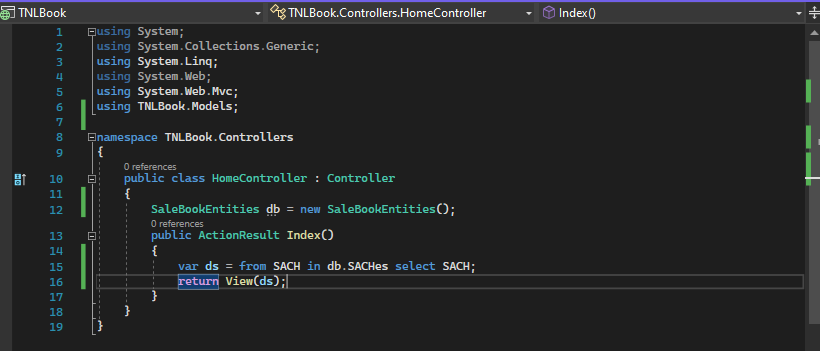 TNLBook TNLBook.Controllers.HomeController Index()
1 using System;
2 using System.Collections.Generic;
3 using System.Linq;
4 using System.Web;
5 using System.Web.Mvc;
6 using TNLBook.Models;
7
8 namespace TNLBook.Controllers
9 {
0 references
10 public class HomeController : Controller
11 {
12 SaleBookEntities db = new SaleBookEntities();
0 references
13 public ActionResult Index()
14 {
15 var ds = from SACH in db.SACHes select SACH;
16 return View(ds);
17 }
18 }
19 }